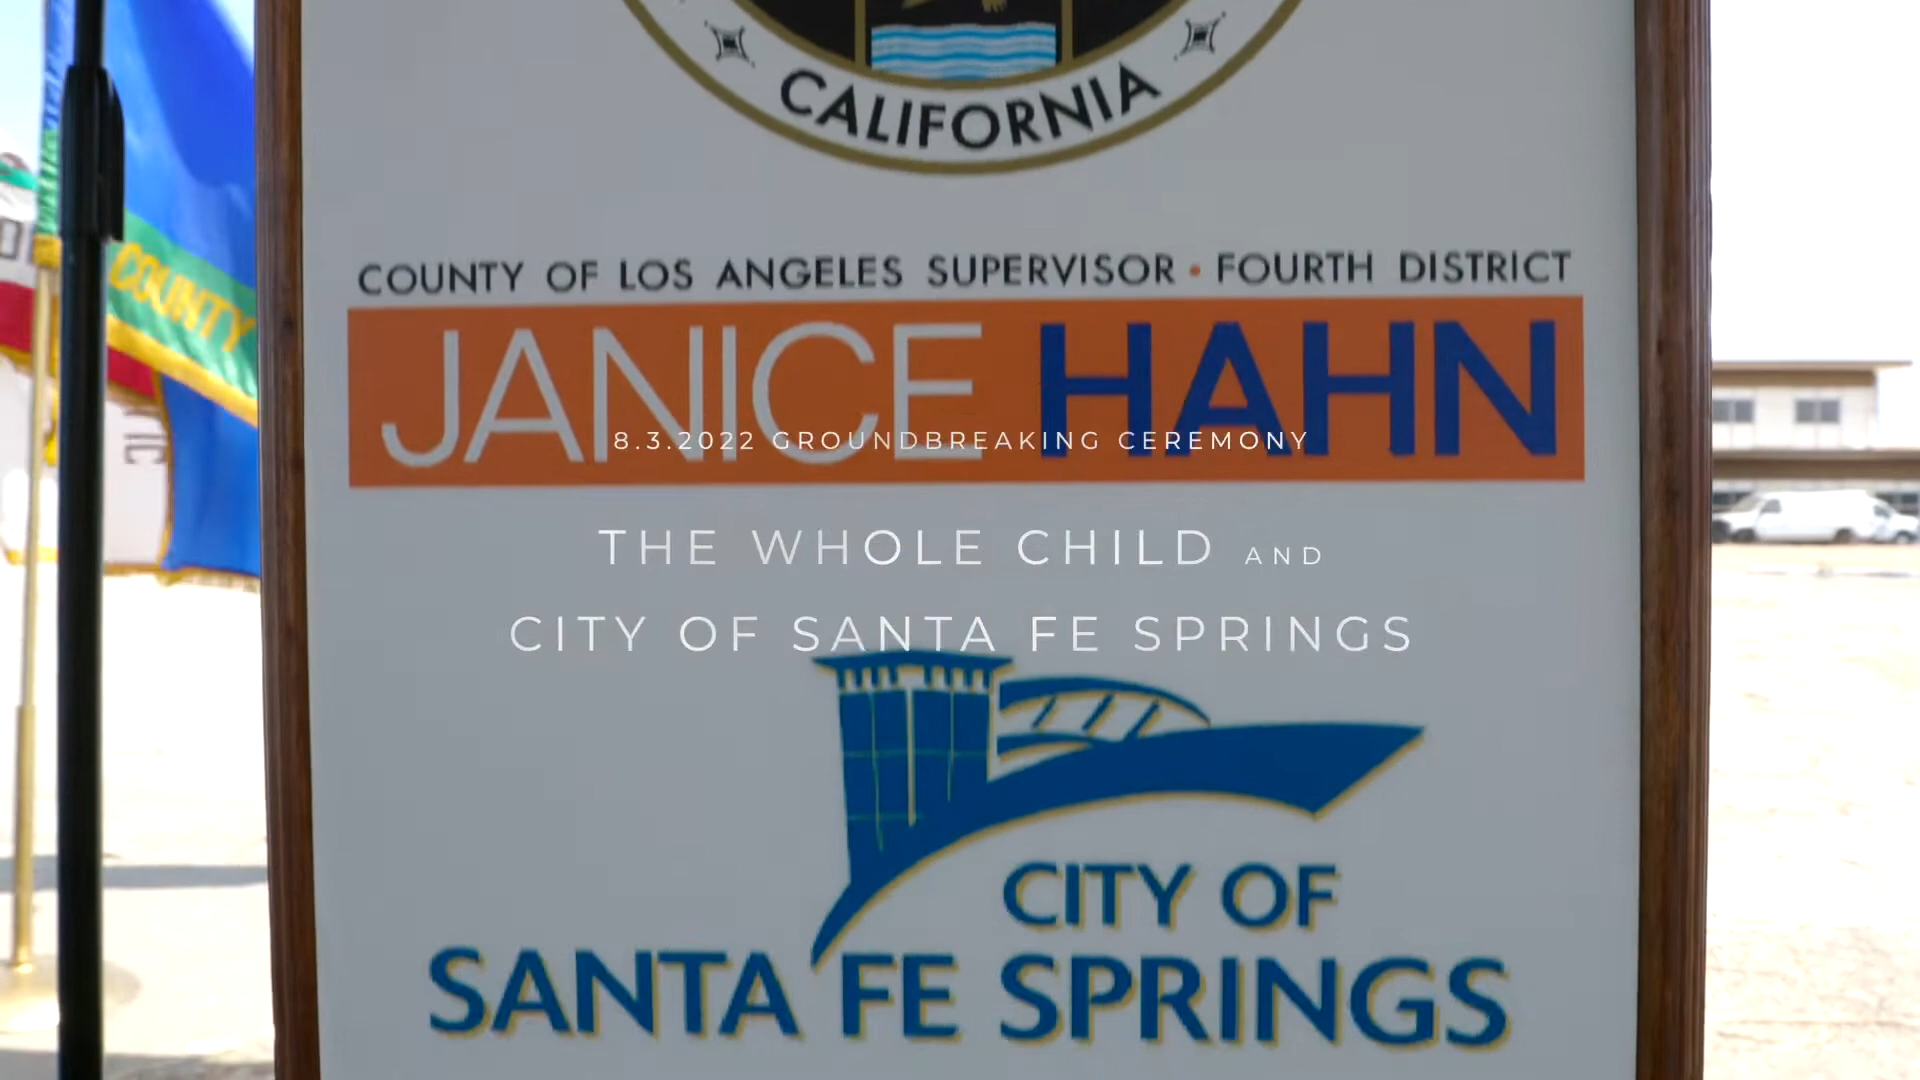 CALIFORNIA
COUNTY OF LOS ANGELES SUPERVISOR • FOURTH DISTRICT
JANICE HAHN
8.3.2022 GROUNDBREAKING CEREMONY
THE WHOLE CHILD AND
CITY OF SANTA FE SPRINGS
CITY OF
SANTA FE SPRINGS
COUNTY